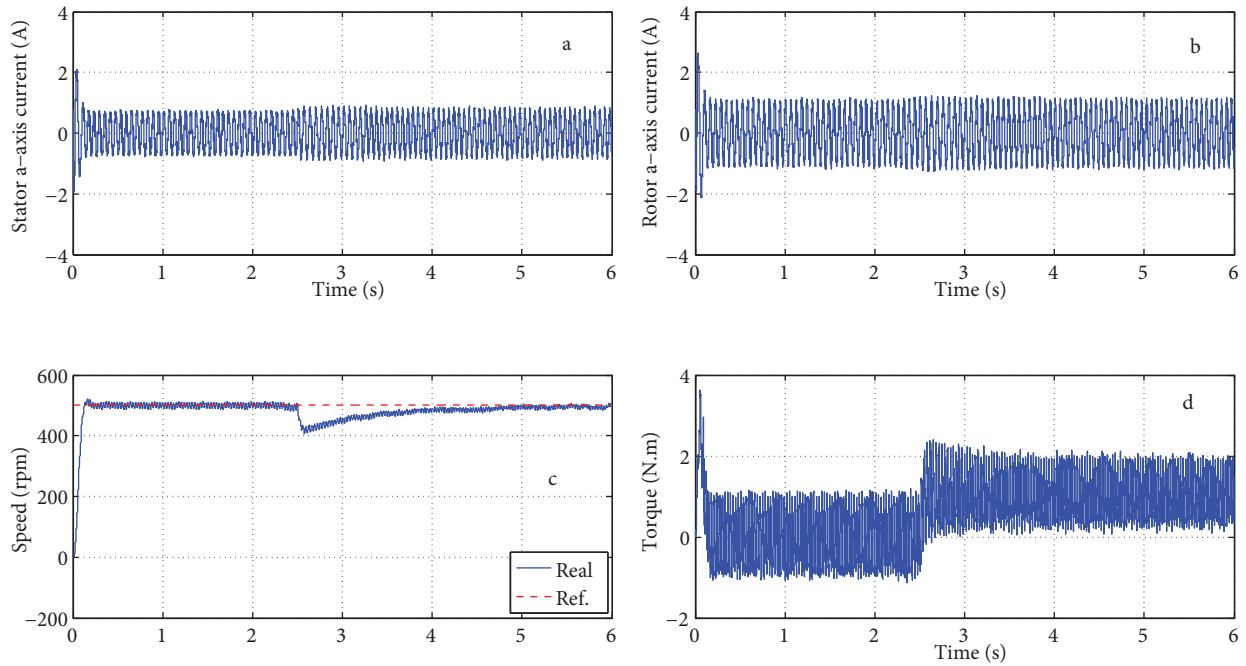 4
2
0
−2
−4
Stator a−axis current (A)
a
0 1 2 3 4 5 6
Time (s)
4
2
0
−2
−4
Rotor a−axis current (A)
b
0 1 2 3 4 5 6
Time (s)
600
400
200
0
−200
Speed (rpm)
c
Real
Ref.
0 1 2 3 4 5 6
4
2
0
−2
Torque (N.m)
d
0 1 2 3 4 5 6
Time (s)